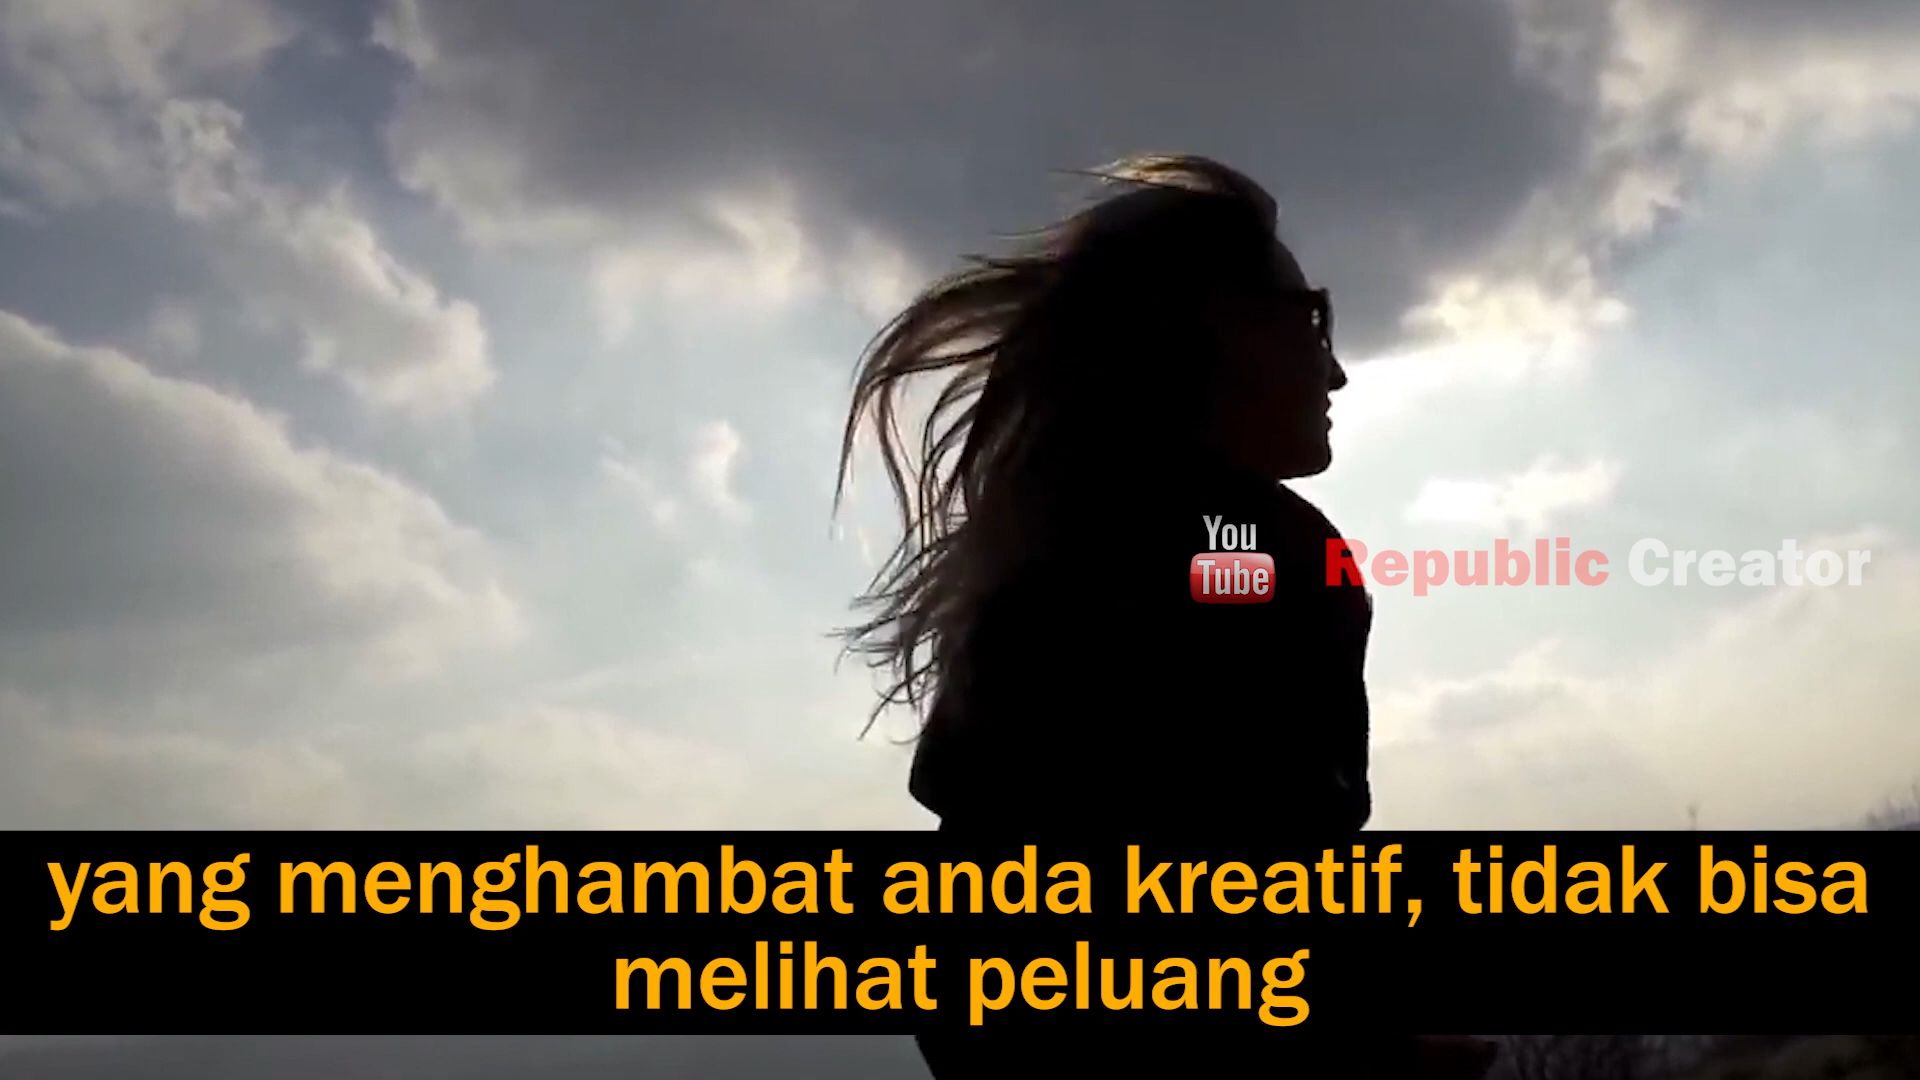 You
Tube
Republic Creator
yang menghambat anda kreatif, tidak bisa
melihat peluang